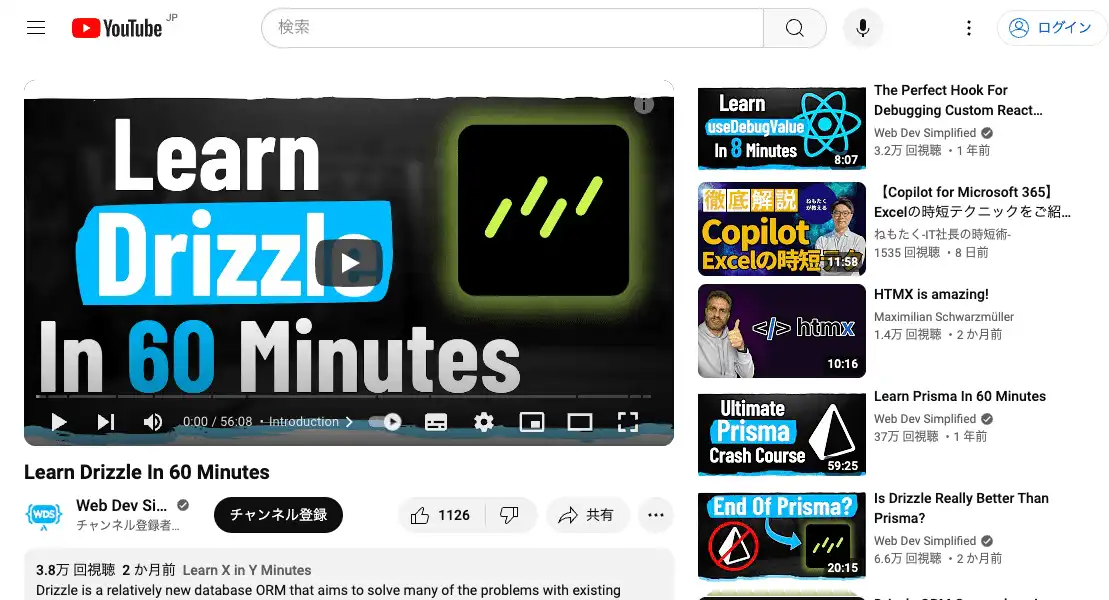 YouTube JP
検索
ログイン
Learn
Drizzle
In 60 Minutes
0:00 / 56:08 • Introduction
Learn Drizzle In 60 Minutes
WDS
Web Dev Si...
チャンネル登録者...
チャンネル登録
1126
共有
3.8万 回視聴 2 か月前 Learn X in Y Minutes
Drizzle is a relatively new database ORM that aims to solve many of the problems with existing
Learn
useDebugValue
In 8 Minutes
8:07
The Perfect Hook For
Debugging Custom React...
Web Dev Simplified
3.2万 回視聴 • 1 年前
徹底解説
ねもたく
が教える
Copilot
Excelの時短テク
11:58
【Copilot for Microsoft 365】
Excelの時短テクニックをご紹...
ねもたく-IT社長の時短術-
1535 回視聴 • 8 日前
</> htmx
10:16
HTMX is amazing!
Maximilian Schwarzmüller
1.4万 回視聴 • 2 か月前
Ultimate
Prisma
Crash Course
59:25
Learn Prisma In 60 Minutes
Web Dev Simplified
37万 回視聴 • 1 年前
End Of Prisma?
20:15
Is Drizzle Really Better Than
Prisma?
Web Dev Simplified
6.6万 回視聴 • 2 か月前